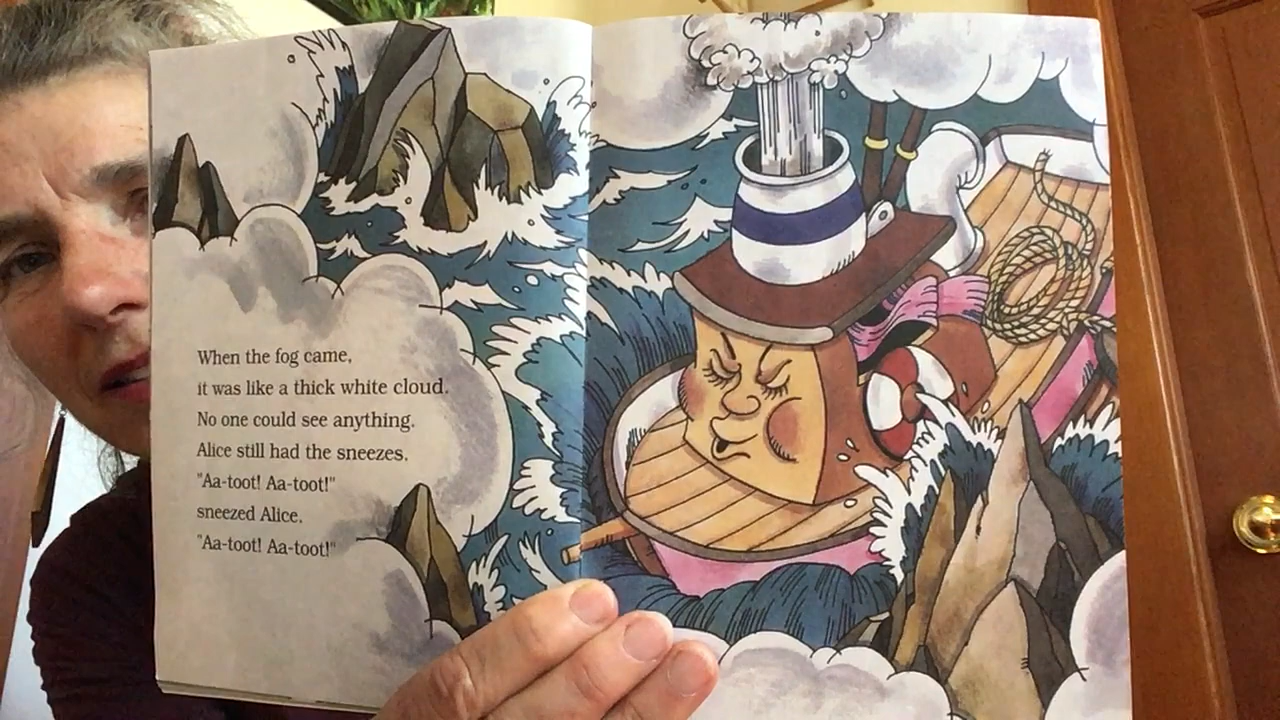 When the fog came,
it was like a thick white cloud.
No one could see anything.
Alice still had the sneezes.
"Aa-toot! Aa-toot!"
sneezed Alice.
"Aa-toot! Aa-toot!"